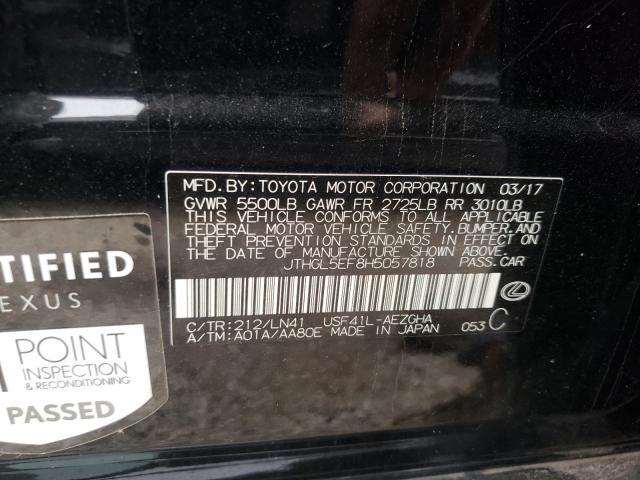 MFD. BY: TOYOTA MOTOR CORPORATION 03/17
GVWR 5500LB GAWR FR 2725LB RR 3010LB
THIS VEHICLE CONFORMS TO ALL APPLICABLE
FEDERAL MOTOR VEHICLE SAFETY, BUMPER, AND
THEFT PREVENTION STANDARDS IN EFFECT ON
THE DATE OF MANUFACTURE SHOWN ABOVE.
JTHGL5EF8H5057818 PASS.CAR
C/TR:212/LN41 USF41L-AEZGHA
A/TM:A01A/AA80E MADE IN JAPAN 053 C
TIFIED
EXUS
POINT
INSPECTION
& RECONDITIONING
PASSED